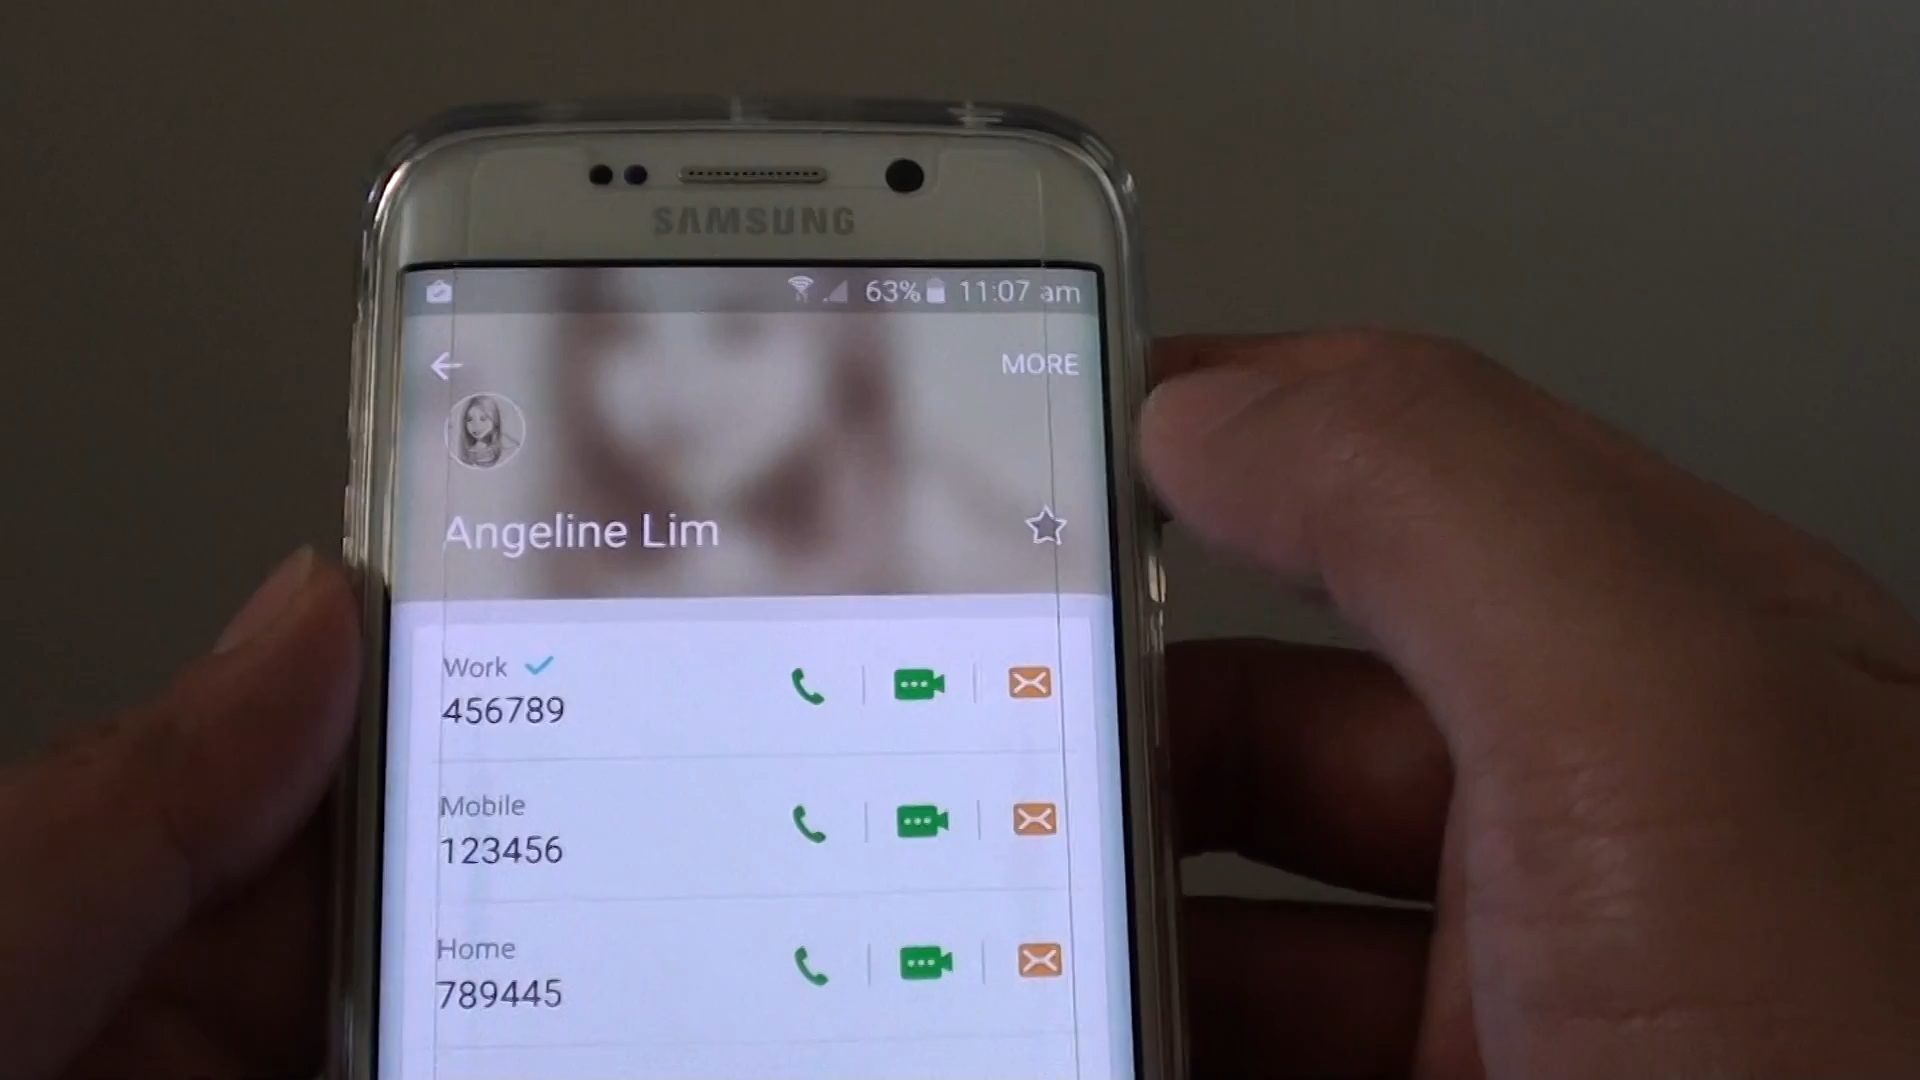 SAMSUNG
63% 11:07 am
MORE
Angeline Lim
Work
456789
Mobile
123456
Home
789445